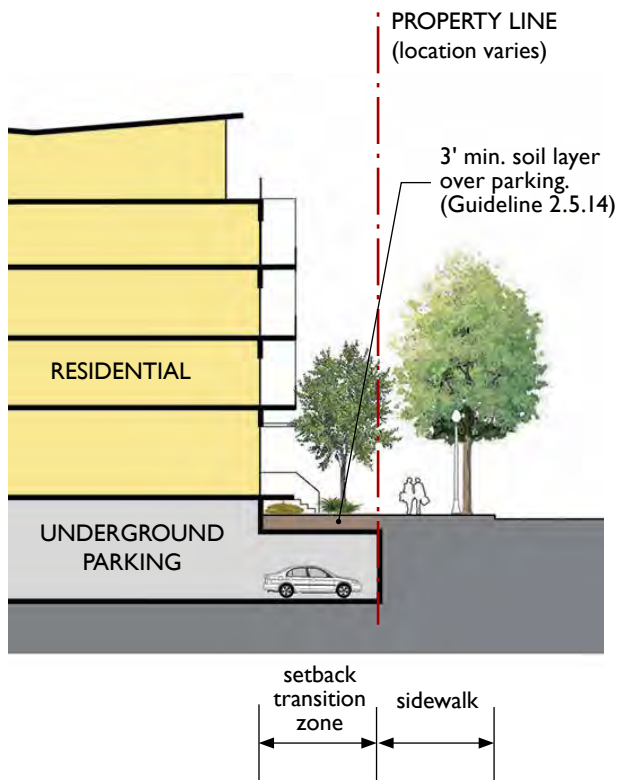 PROPERTY LINE
(location varies)
3' min. soil layer
over parking.
(Guideline 2.5.14)
RESIDENTIAL
UNDERGROUND
PARKING
setback
transition
zone
sidewalk